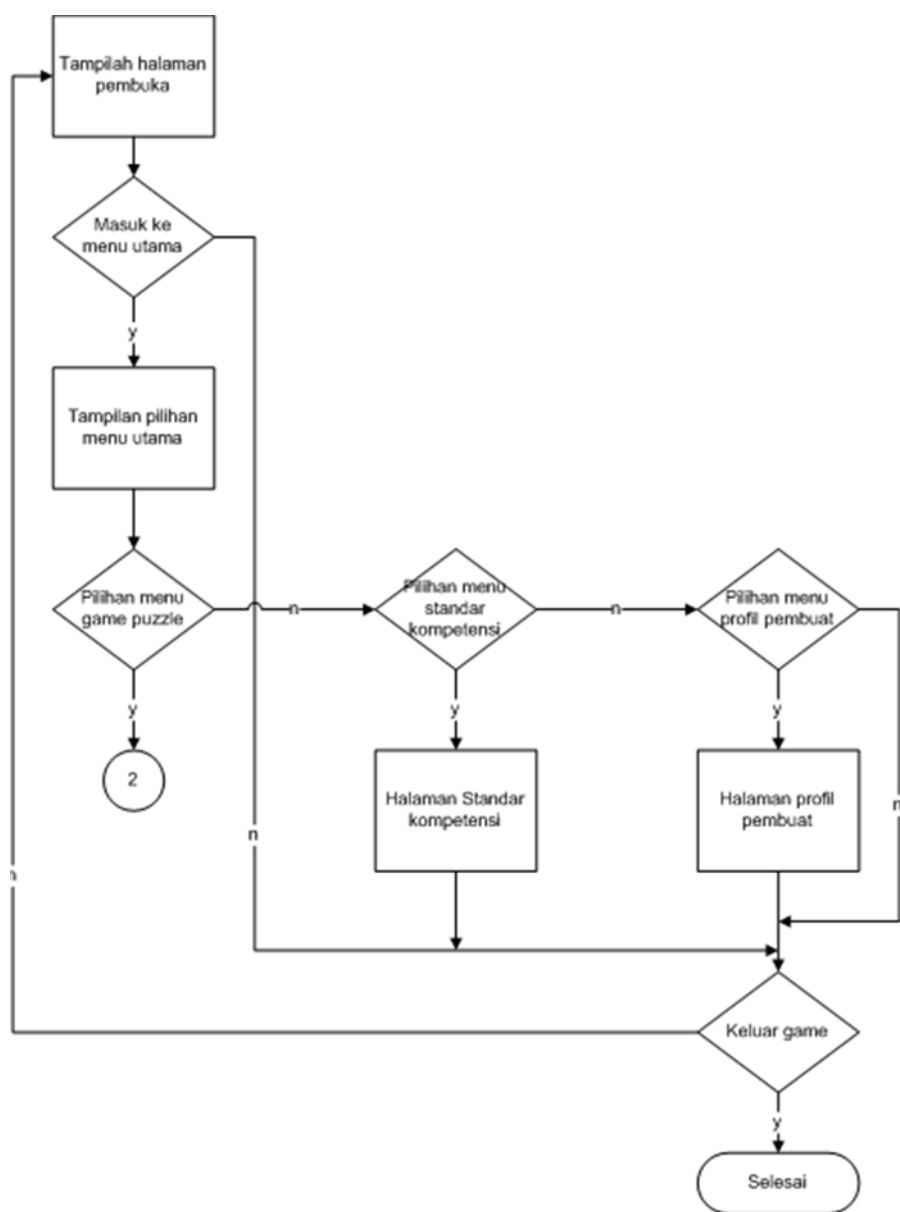 Tampilah halaman
pembuka
Masuk ke
menu utama
y
Tampilan pilihan
menu utama
Pilihan menu
game puzzle
n
Pilihan menu
standar
kompetensi
n
Pilihan menu
profil pembuat
y
y
y
2
Halaman Standar
kompetensi
Halaman profil
pembuat
n
n
n
Keluar game
y
Selesai